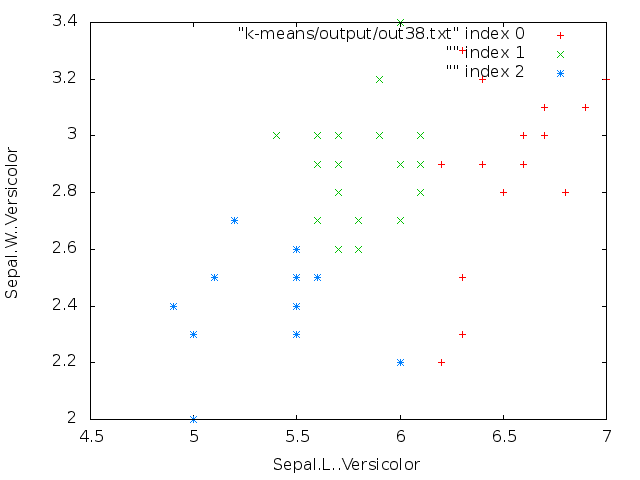 3.4
"k-means/output/out38.txt" index 0
""index 1
"" index 2
3.2
3
2.8
2.6
2.4
2.2
2
4.5 5 5.5 6 6.5 7
Sepal.W..Versicolor
Sepal.L..Versicolor